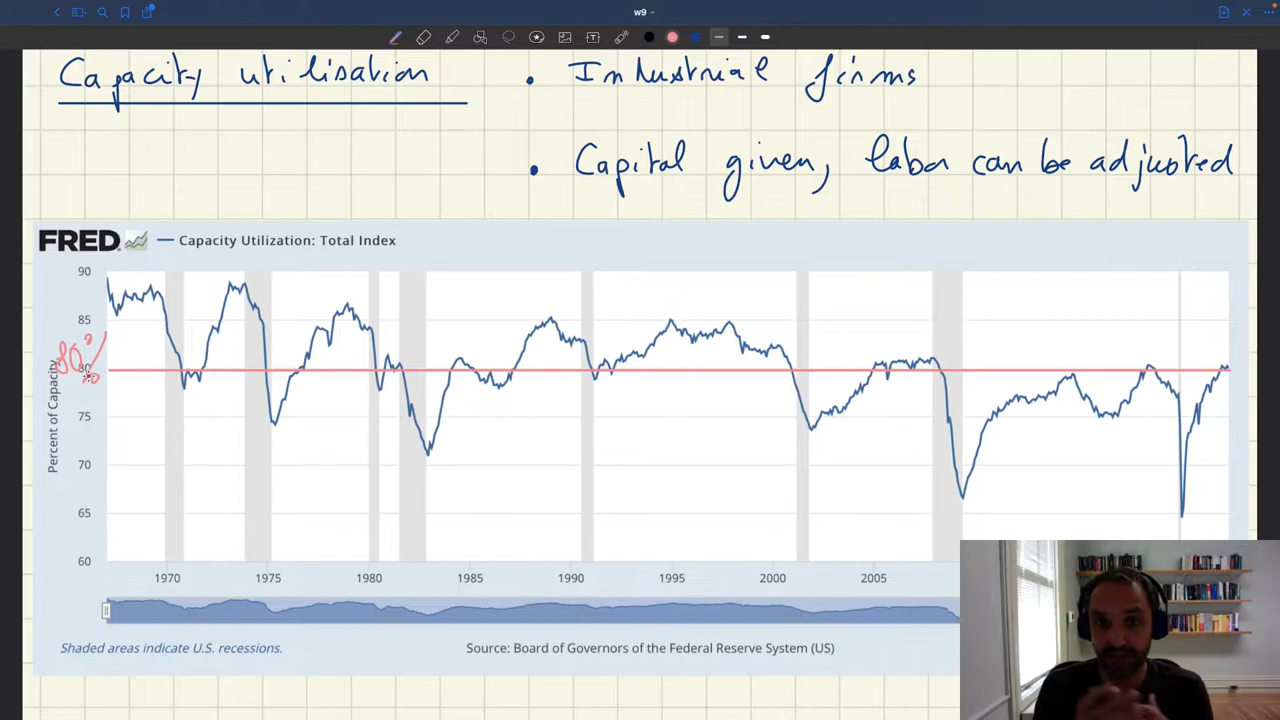 w9
Capacity utilisation
• Industrial firms
• Capital given, labor can be adjusted
FRED
Capacity Utilization: Total Index
Percent of Capacity
90
85
80
75
70
65
60
80%
1970 1975 1980 1985 1990 1995 2000 2005
Shaded areas indicate U.S. recessions.
Source: Board of Governors of the Federal Reserve System (US)